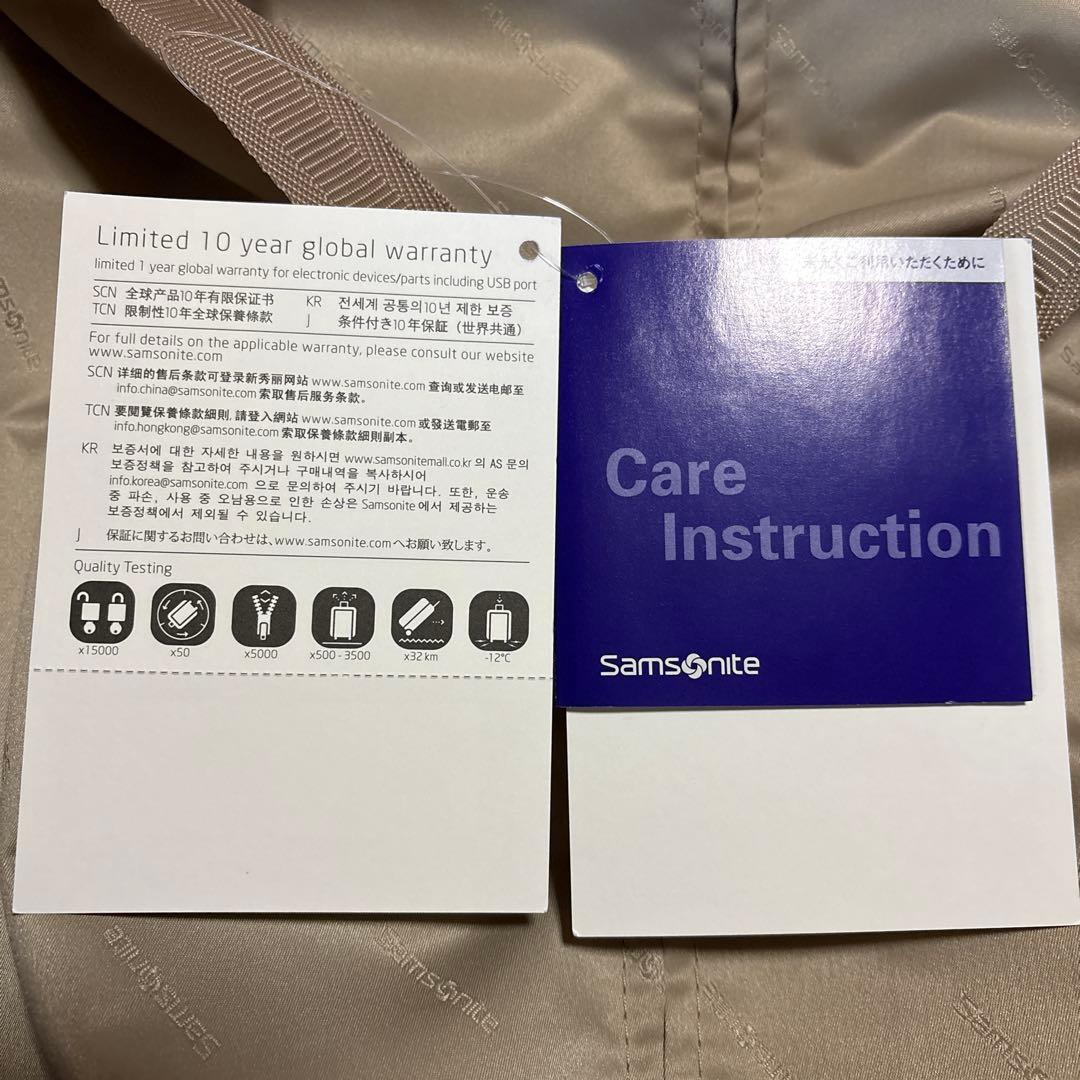 Limited 10 year global warranty
limited 1 year global warranty for electronic devices/parts including USB port
SCN 全球产品10年有限保证书
TCN 限制性10年全球保養條款
KR 전세계 공통의10년 제한 보증
J 条件付き10年保証（世界共通）
For full details on the applicable warranty, please consult our website
www.samsonite.com
SCN 详细的售后条款可登录新秀丽网站 www.samsonite.com 查询或发送电邮至
info.china@samsonite.com 索取售后服务条款。
TCN 要閱覽保養條款細則, 請登入網站 www.samsonite.com 或發送電郵至
info.hongkong@samsonite.com 索取保養條款細則副本。
KR 보증서에 대한 자세한 내용을 원하시면 www.samsonitemall.co.kr 의 AS 문의
보증정책을 참고하여 주시거나 구매내역을 복사하시어
info.korea@samsonite.com 으로 문의하여 주시기 바랍니다. 또한, 운송
중 파손, 사용 중 오남용으로 인한 손상은 Samsonite 에서 제공하는
보증정책에서 제외될 수 있습니다.
J 保証に関するお問い合わせは、www.samsonite.comへお願い致します。
Quality Testing
x15000
x50
x5000
x500 - 3500
x32 km
-12°C
末永くご利用いただくために
Care
Instruction
Samsonite
Samsonite
Samsonite
Samsonite
Samsonite